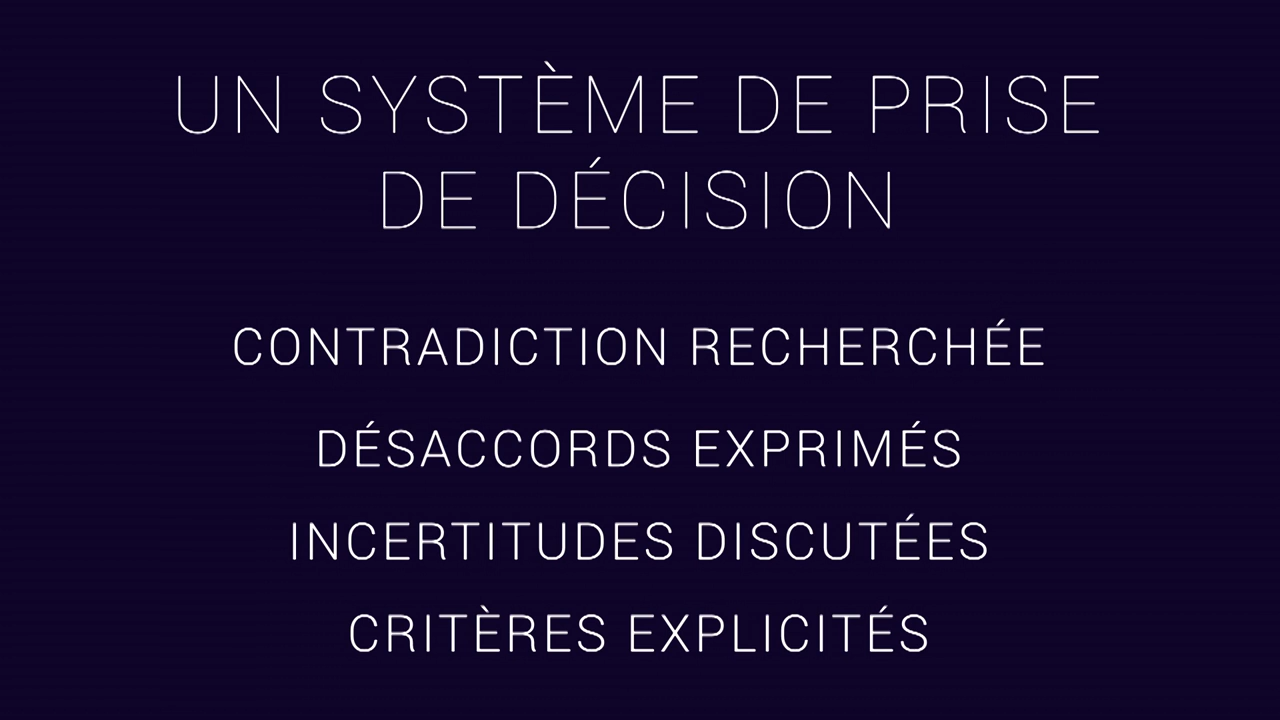 UN SYSTÈME DE PRISE
DE DÉCISION
CONTRADICTION RECHERCHÉE
DÉSACCORDS EXPRIMÉS
INCERTITUDES DISCUTÉES
CRITÈRES EXPLICITÉS